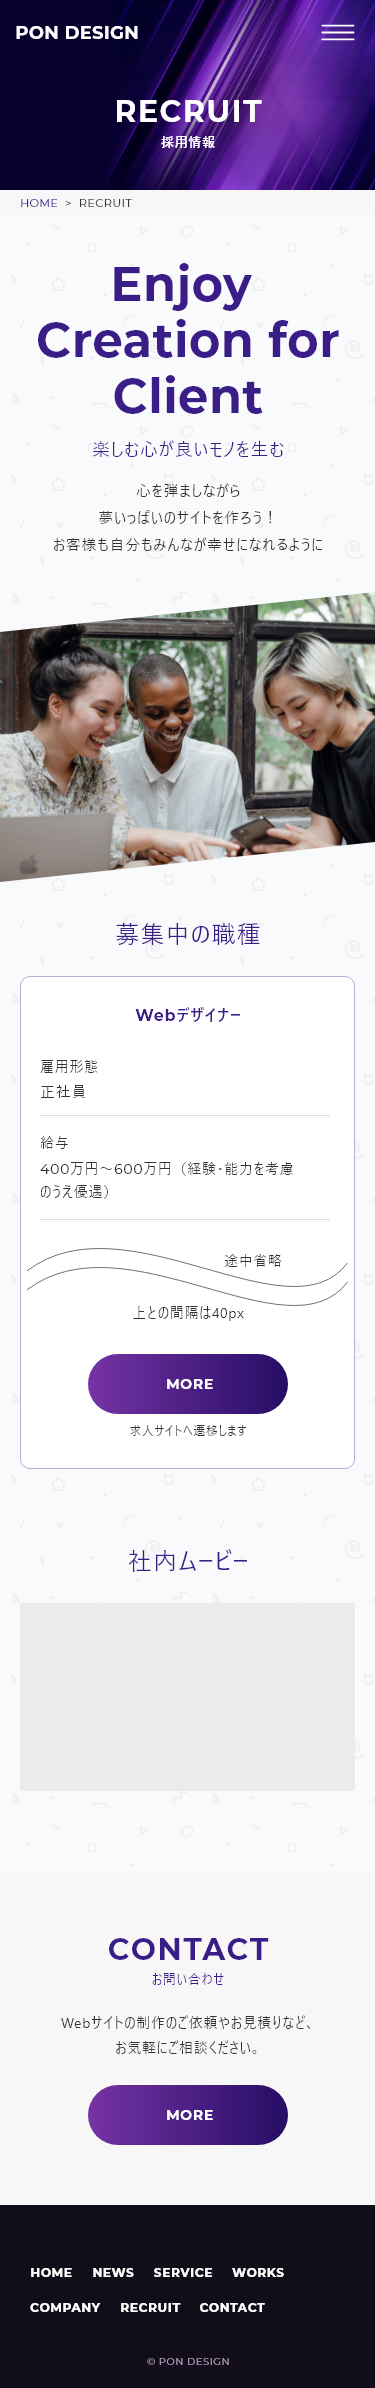 PON DESIGN
RECRUIT
採用情報
HOME > RECRUIT
Enjoy
Creation for
Client
楽しむ心が良いモノを生む
心を弾ましながら
夢いっぱいのサイトを作ろう！
お客様も自分もみんなが幸せになれるように
募集中の職種
Webデザイナー
雇用形態
正社員
給与
400万円〜600万円（経験・能力を考慮
のうえ優遇）
途中省略
上との間隔は40px
MORE
求人サイトへ遷移します
社内ムービー
CONTACT
お問い合わせ
Webサイトの制作のご依頼やお見積りなど、
お気軽にご相談ください。
MORE
HOME NEWS SERVICE WORKS
COMPANY RECRUIT CONTACT
© PON DESIGN